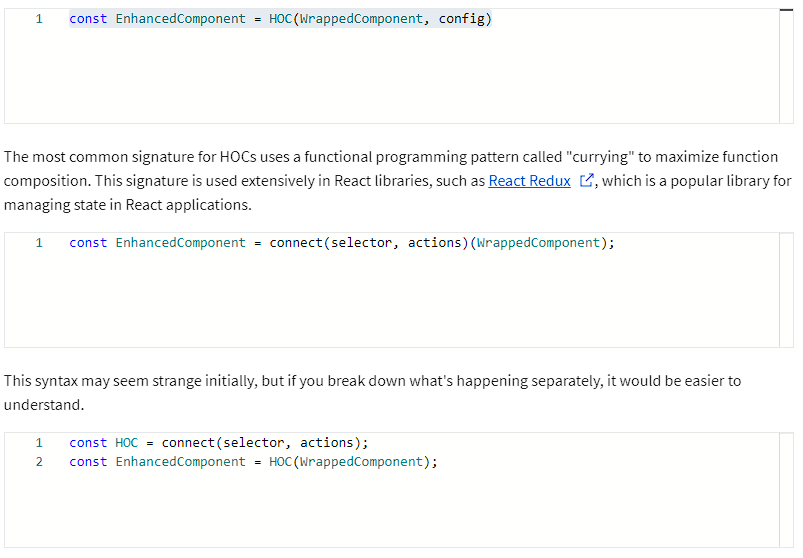 1 const EnhancedComponent = HOC(WrappedComponent, config)
The most common signature for HOCs uses a functional programming pattern called "currying" to maximize function
composition. This signature is used extensively in React libraries, such as React Redux , which is a popular library for
managing state in React applications.
1 const EnhancedComponent = connect(selector, actions)(WrappedComponent);
This syntax may seem strange initially, but if you break down what's happening separately, it would be easier to
understand.
1 const HOC = connect(selector, actions);
2 const EnhancedComponent = HOC(WrappedComponent);